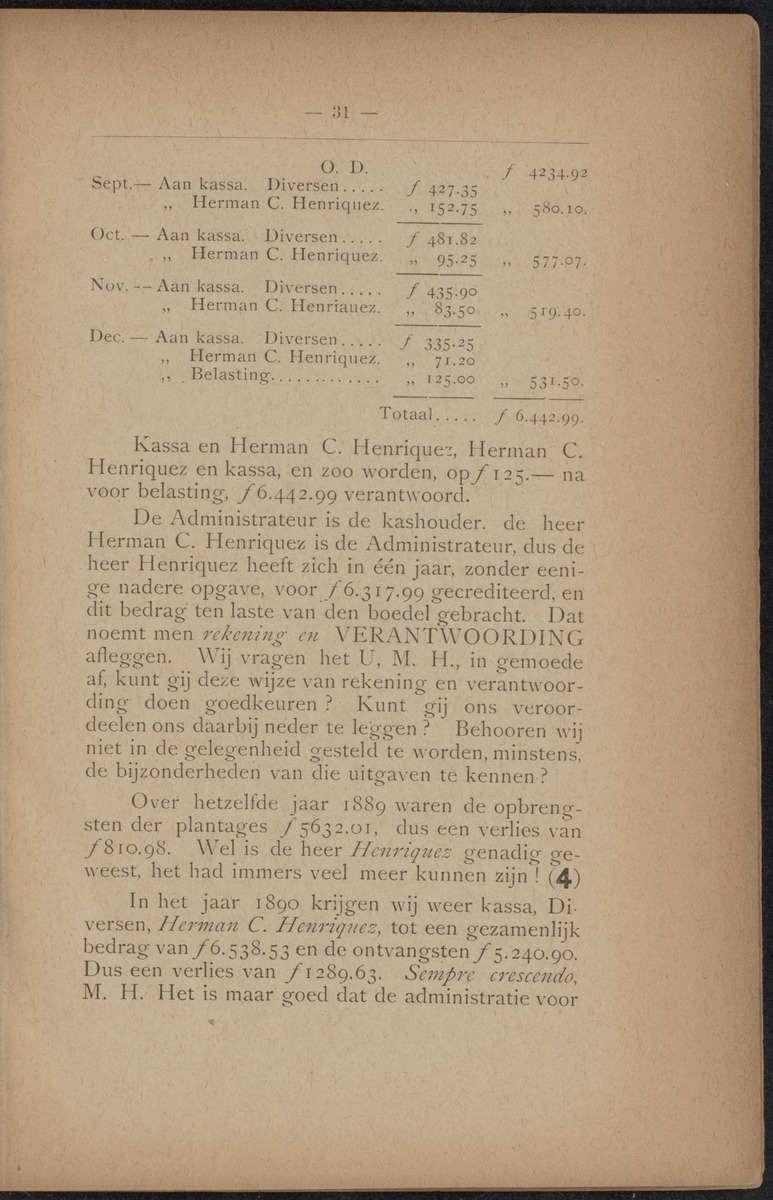 — 31 —
O. D. f 4234.92
Sept.— Aan kassa. Diversen..... f 427.35
„ Herman C. Henriquez. „ 152.75 „ 580.10.
Oct. — Aan kassa. Diversen..... f 481.82
„ Herman C. Henriquez. „ 95.25 „ 577.07.
Nov. -- Aan kassa. Diversen..... f 435.90
„ Herman C. Henriauez. „ 83.50 „ 519.40.
Dec. — Aan kassa. Diversen..... f 335.25
„ Herman C. Henriquez. „ 71.20
„ Belasting............. „ 125.00 „ 531.50.
Totaal..... f 6.442.99.
Kassa en Herman C. Henriquez, Herman C.
Henriquez en kassa, en zoo worden, op f 125.— na
voor belasting, f 6.442.99 verantwoord.
De Administrateur is de kashouder. de heer
Herman C. Henriquez is de Administrateur, dus de
heer Henriquez heeft zich in één jaar, zonder eeni-
ge nadere opgave, voor f 6.317.99 gecrediteerd, en
dit bedrag ten laste van den boedel gebracht. Dat
noemt men rekening en VERANTWOORDING
afleggen. Wij vragen het U, M. H., in gemoede
af, kunt gij deze wijze van rekening en verantwoor-
ding doen goedkeuren ? Kunt gij ons veroor-
deelen ons daarbij neder te leggen ? Behooren wij
niet in de gelegenheid gesteld te worden, minstens,
de bijzonderheden van die uitgaven te kennen ?
Over hetzelfde jaar 1889 waren de opbreng-
sten der plantages f 5632.01, dus een verlies van
f 810.98. Wel is de heer Henriquez genadig ge-
weest, het had immers veel meer kunnen zijn ! (4)
In het jaar 1890 krijgen wij weer kassa, Di-
versen, Herman C. Henriquez, tot een gezamenlijk
bedrag van f 6.538.53 en de ontvangsten f 5.240.90.
Dus een verlies van f 1289.63. Sempre crescendo,
M. H. Het is maar goed dat de administratie voor